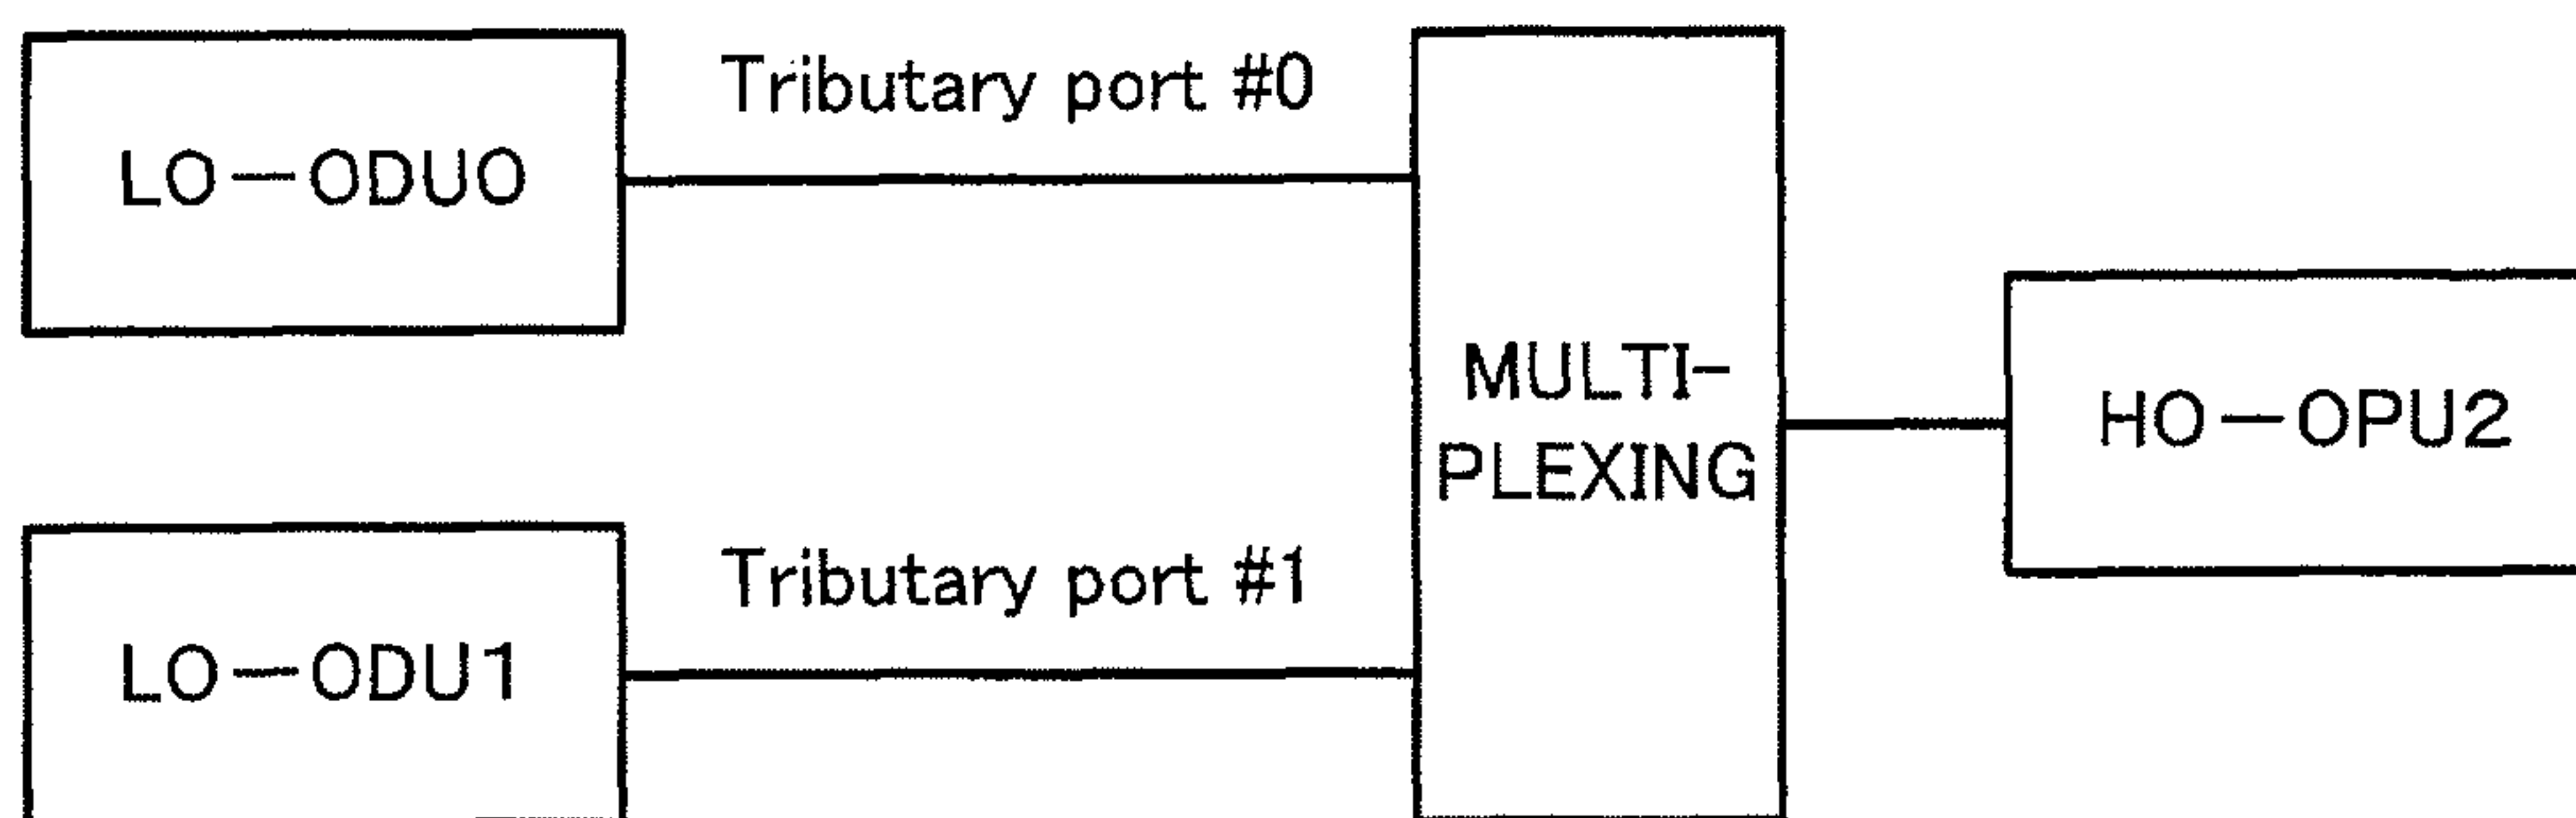 Tributary port #0
LO-ODU0
MULTI-
PLEXING
HO-OPU2
Tributary port #1
LO-ODU1